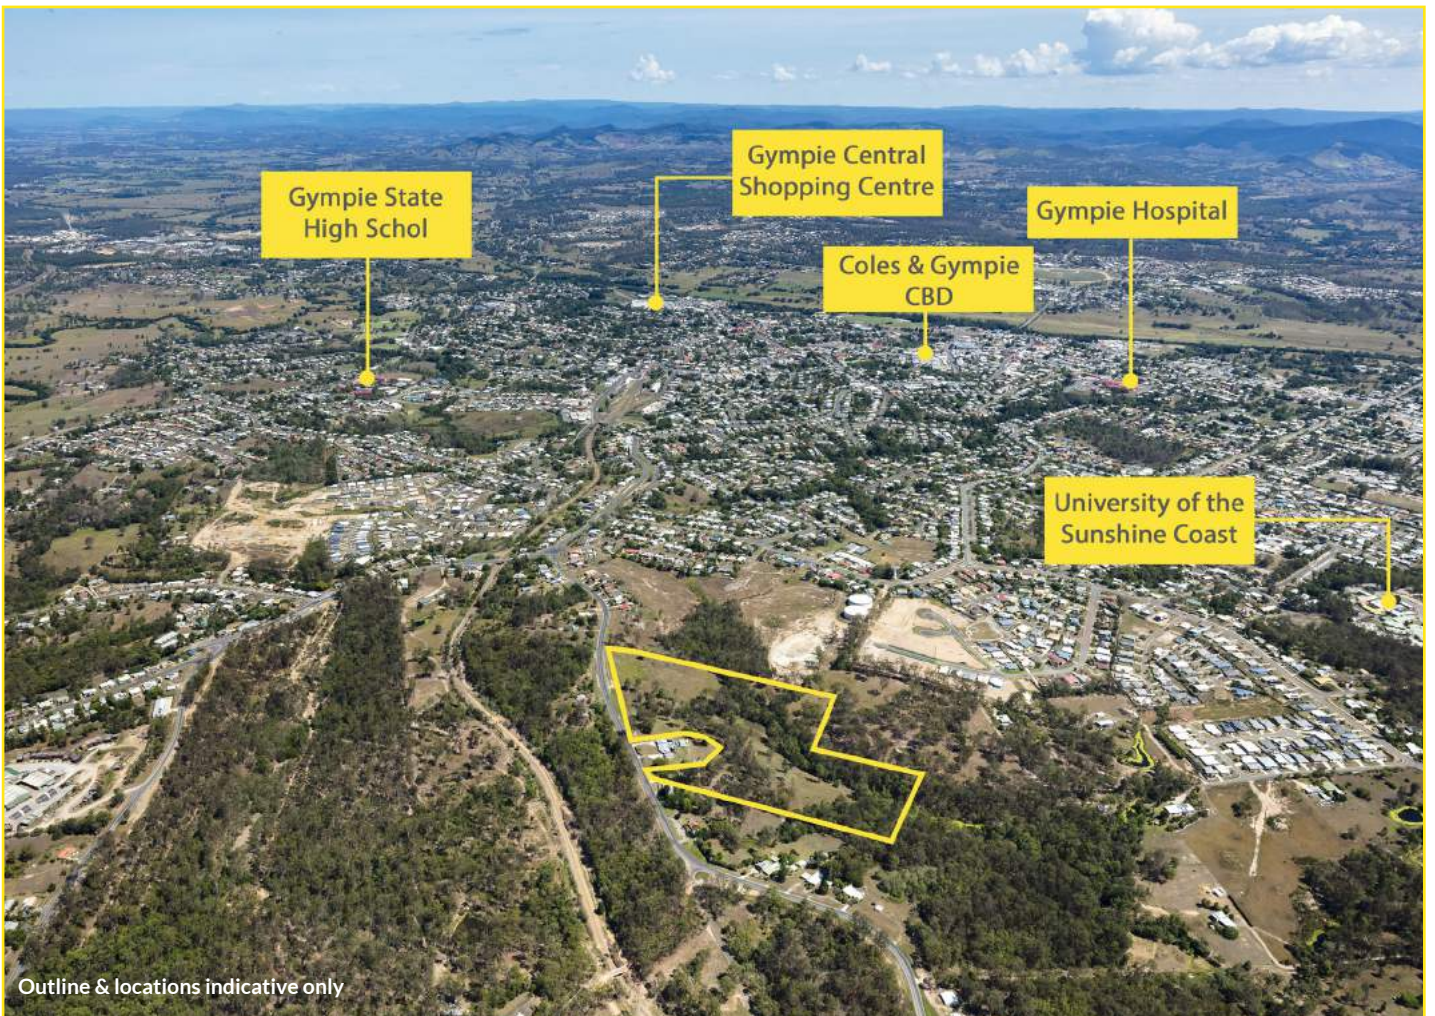 Gympie Central
Shopping Centre
Gympie State
High Schol
Gympie Hospital
Coles & Gympie
CBD
University of the
Sunshine Coast
Outline & locations indicative only